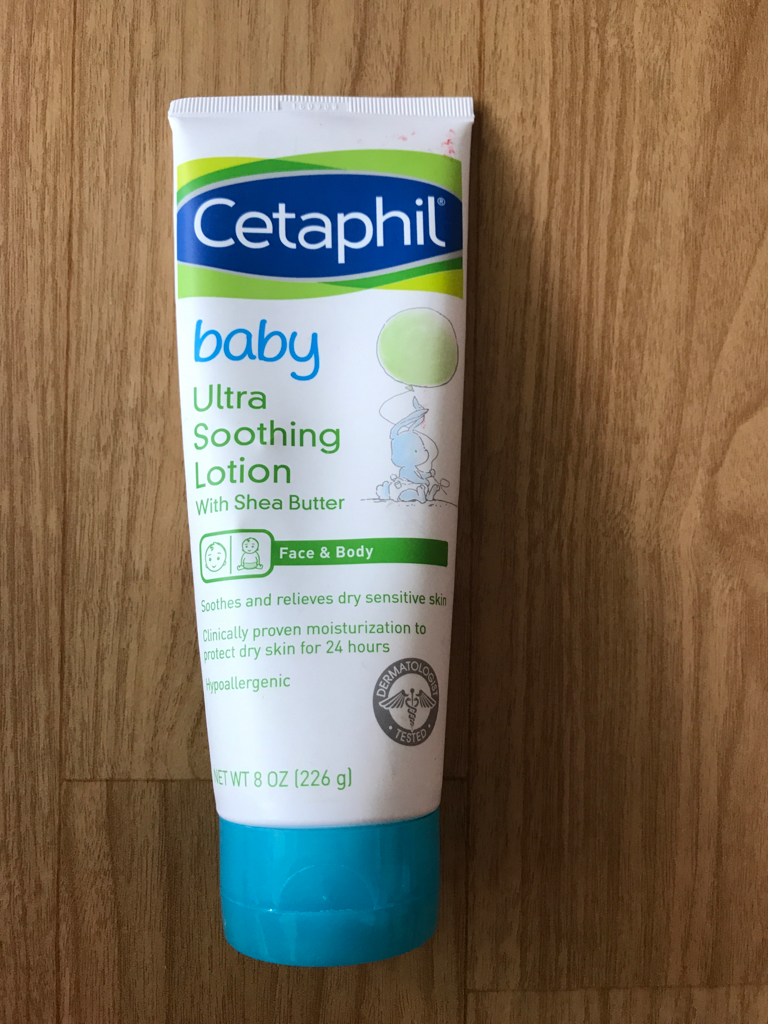 Cetaphil®
baby
Ultra
Soothing
Lotion
With Shea Butter
Face & Body
Soothes and relieves dry sensitive skin
Clinically proven moisturization to
protect dry skin for 24 hours
Hypoallergenic
DERMATOLOGIST
• TESTED •
NET WT 8 OZ (226 g)